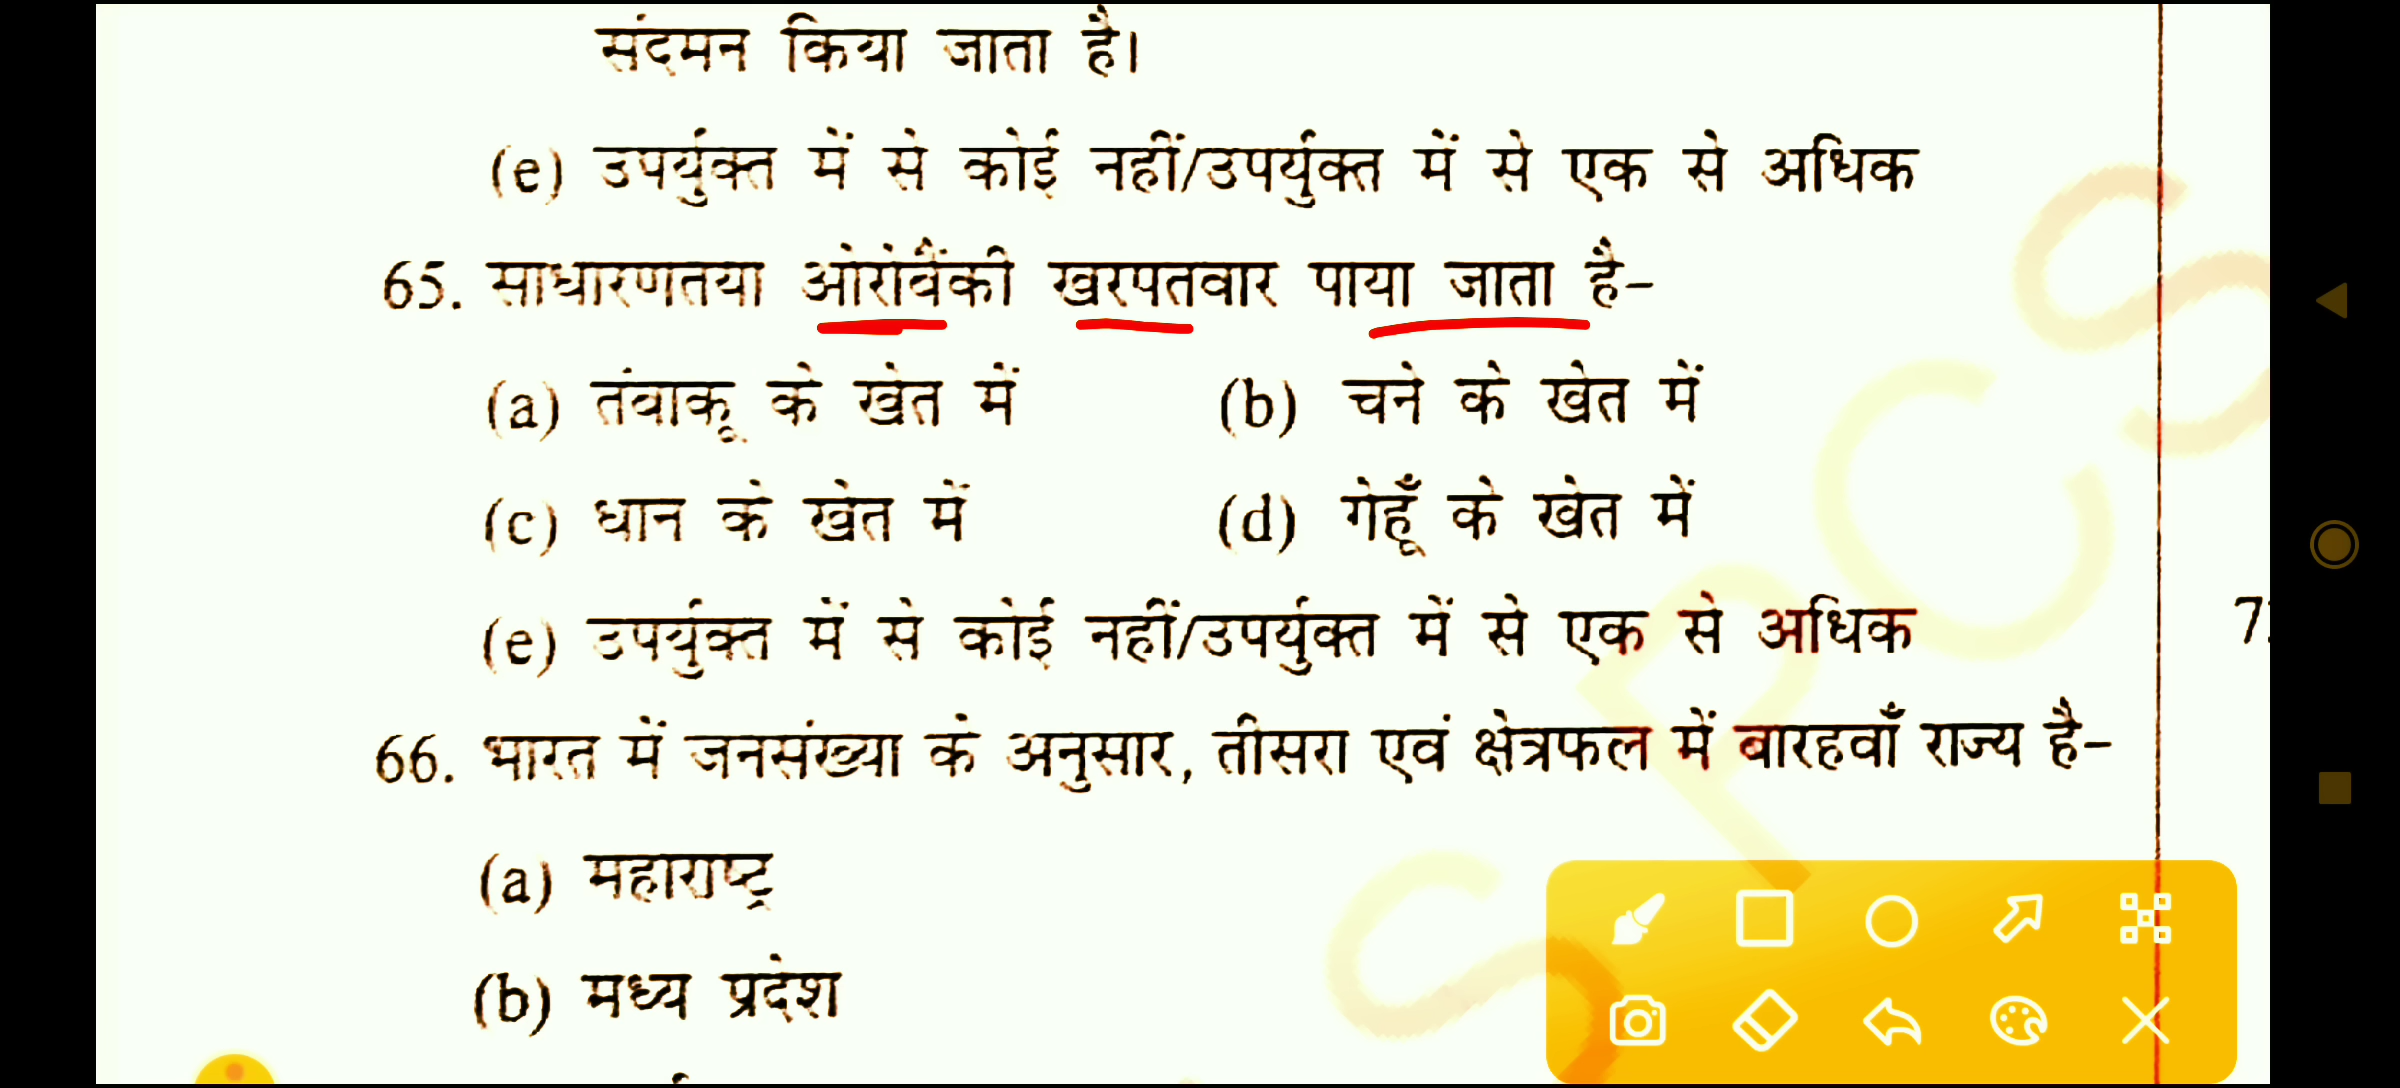 संदमन किया जाता है।
(e) उपर्युक्त में से कोई नहीं/उपर्युक्त में से एक से अधिक
65. साधारणतया ओरोवैंकी खरपतवार पाया जाता है–
(a) तंवाकू के खेत में (b) चने के खेत में
(c) धान के खेत में (d) गेहूँ के खेत में
(e) उपर्युक्त में से कोई नहीं/उपर्युक्त में से एक से अधिक
66. भारत में जनसंख्या के अनुसार, तीसरा एवं क्षेत्रफल में बारहवाँ राज्य है–
(a) महाराष्ट्र
(b) मध्य प्रदेश
S P C S